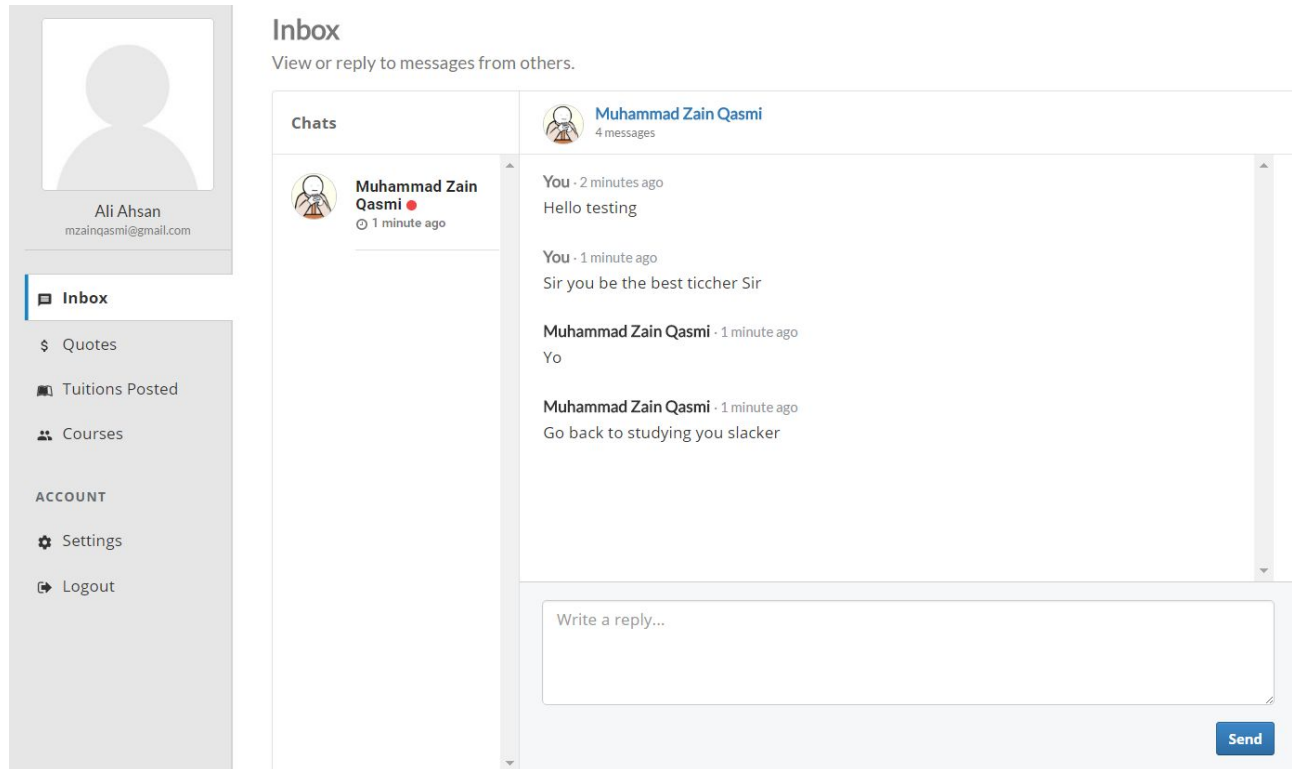 Ali Ahsan
mzainqasmi@gmail.com
Inbox
Quotes
Tuitions Posted
Courses
ACCOUNT
Settings
Logout
Inbox
View or reply to messages from others.
Chats
Muhammad Zain
Qasmi
1 minute ago
Muhammad Zain Qasmi
4 messages
You · 2 minutes ago
Hello testing
You · 1 minute ago
Sir you be the best ticcher Sir
Muhammad Zain Qasmi · 1 minute ago
Yo
Muhammad Zain Qasmi · 1 minute ago
Go back to studying you slacker
Write a reply...
Send